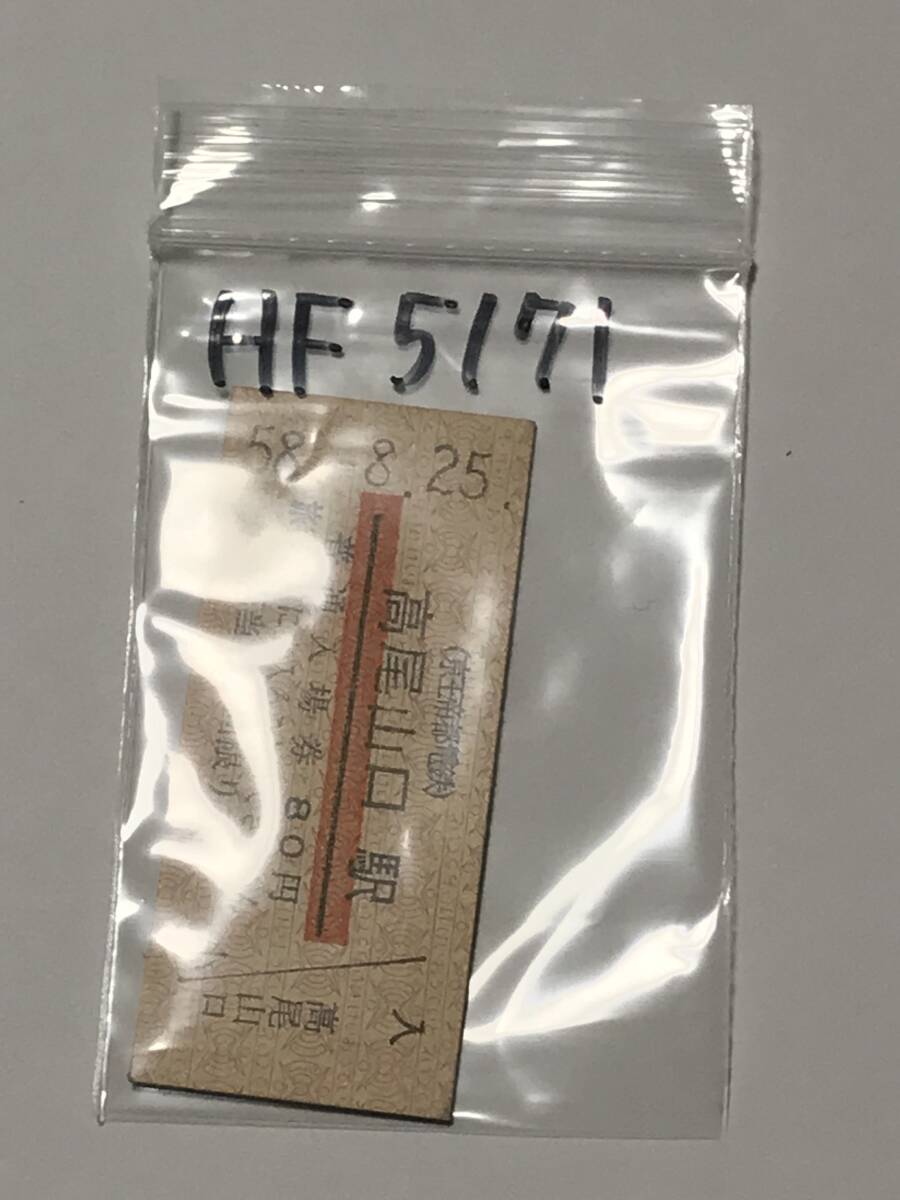 HF 5171
58. 8. 25.
(京王帝都電鉄)
高尾山口駅
普通入場券 80円
入
高尾山口